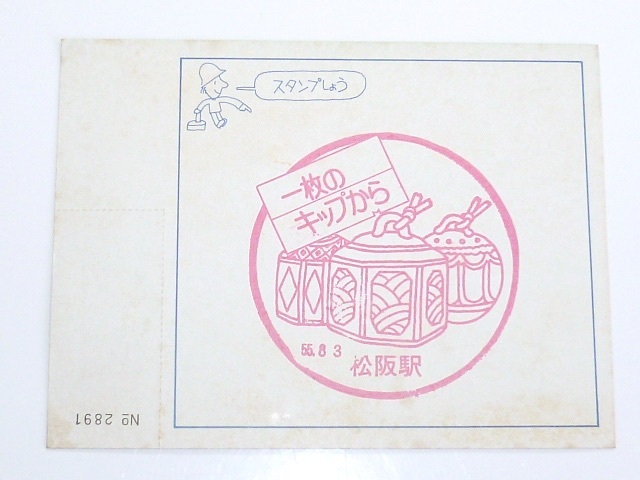 スタンプしよう
一枚の
キップから
55.8 3
松阪駅
No 2891